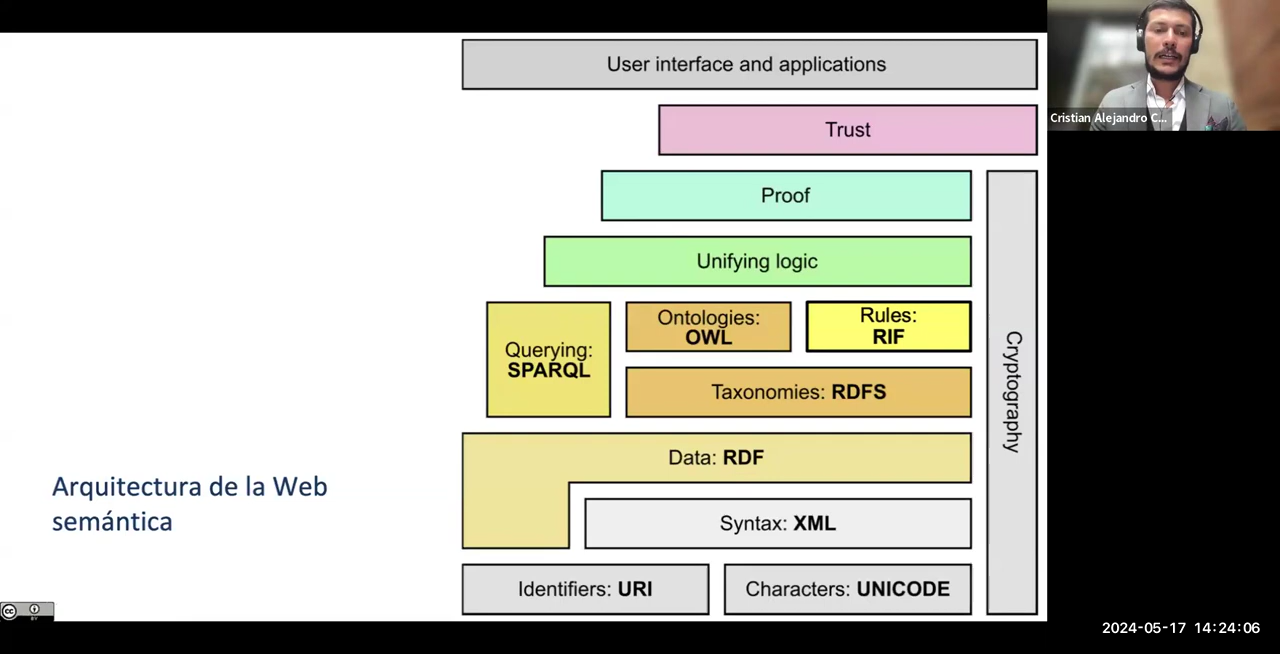 User interface and applications
Trust
Cristian Alejandro C...
Proof
Unifying logic
Querying:
SPARQL
Ontologies:
OWL
Rules:
RIF
Taxonomies: RDFS
Cryptography
Data: RDF
Arquitectura de la Web
semántica
Syntax: XML
Identifiers: URI
Characters: UNICODE
cc
BY
2024-05-17 14:24:06